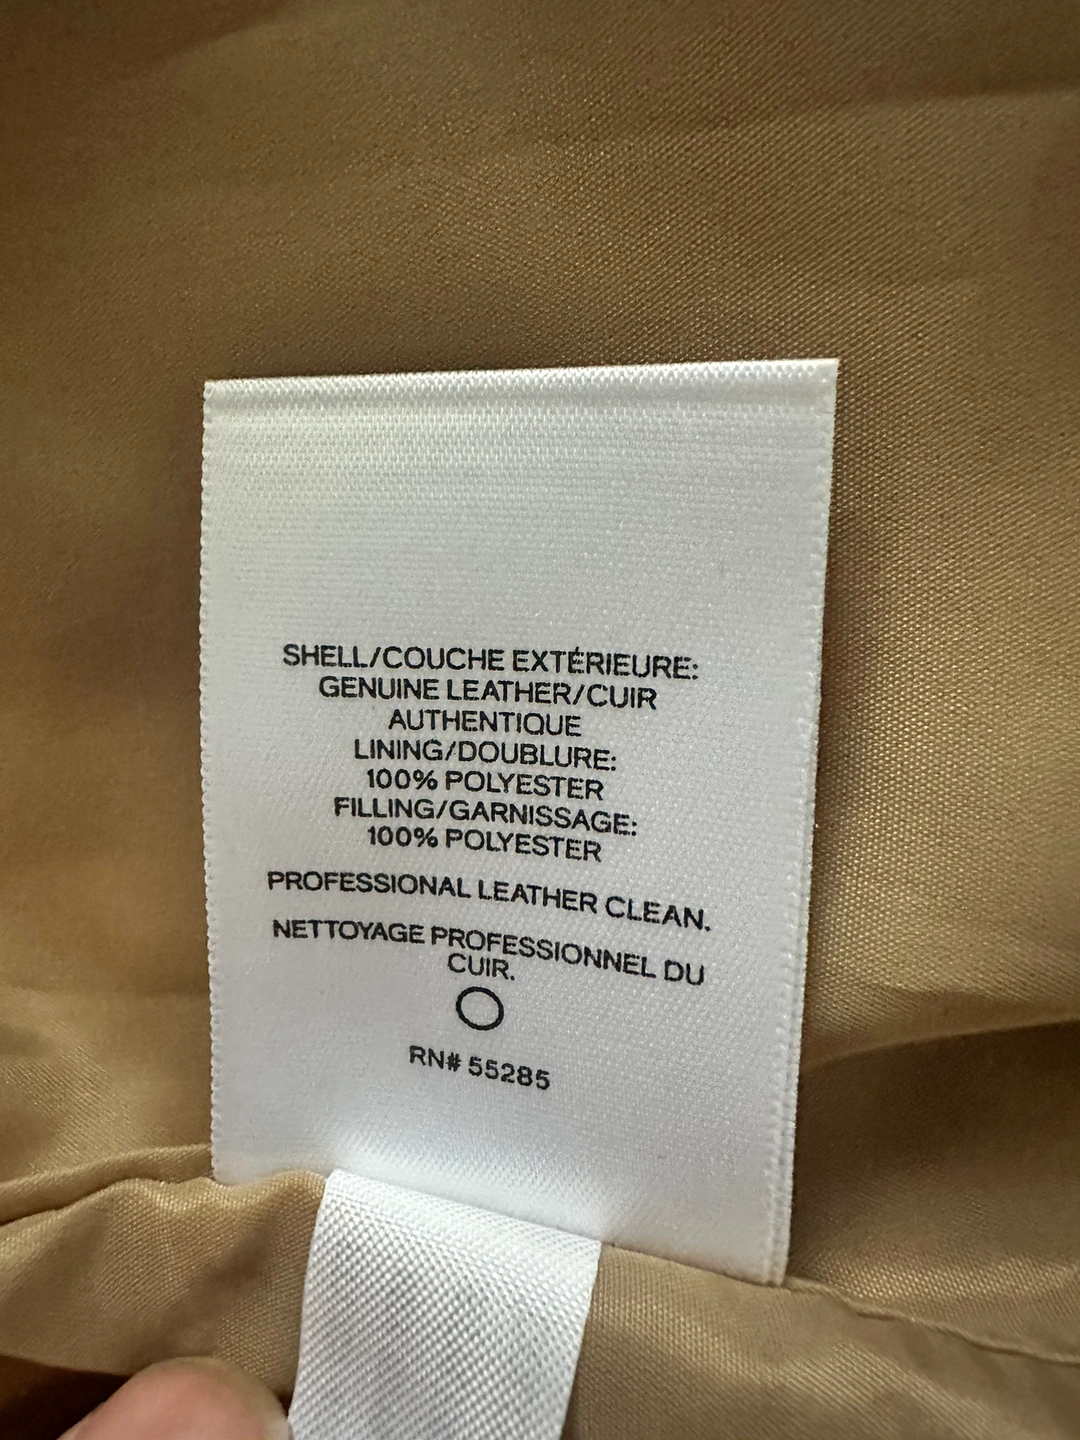 SHELL/COUCHE EXTÉRIEURE:
GENUINE LEATHER/CUIR
AUTHENTIQUE
LINING/DOUBLURE:
100% POLYESTER
FILLING/GARNISSAGE:
100% POLYESTER
PROFESSIONAL LEATHER CLEAN.
NETTOYAGE PROFESSIONNEL DU
CUIR.
RN# 55285